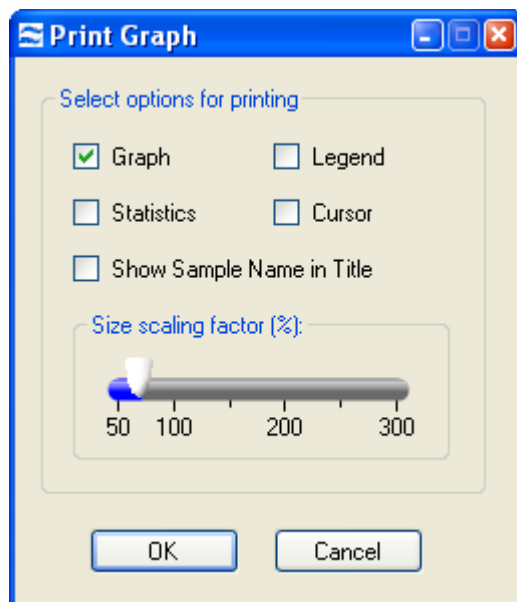 Print Graph
Select options for printing
Graph Legend
Statistics Cursor
Show Sample Name in Title
Size scaling factor (%):
50 100 200 300
OK Cancel